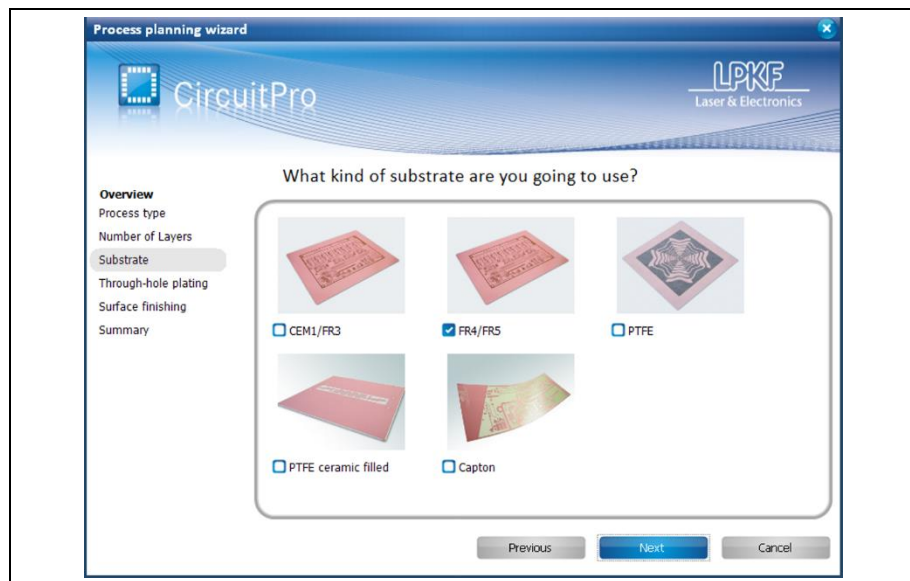 Process planning wizard
CircuitPro
LPKF
Laser & Electronics
What kind of substrate are you going to use?
Overview
Process type
Number of Layers
Substrate
Through-hole plating
Surface finishing
Summary
CEM1/FR3
FR4/FR5
PTFE
PTFE ceramic filled
Capton
Previous
Next
Cancel